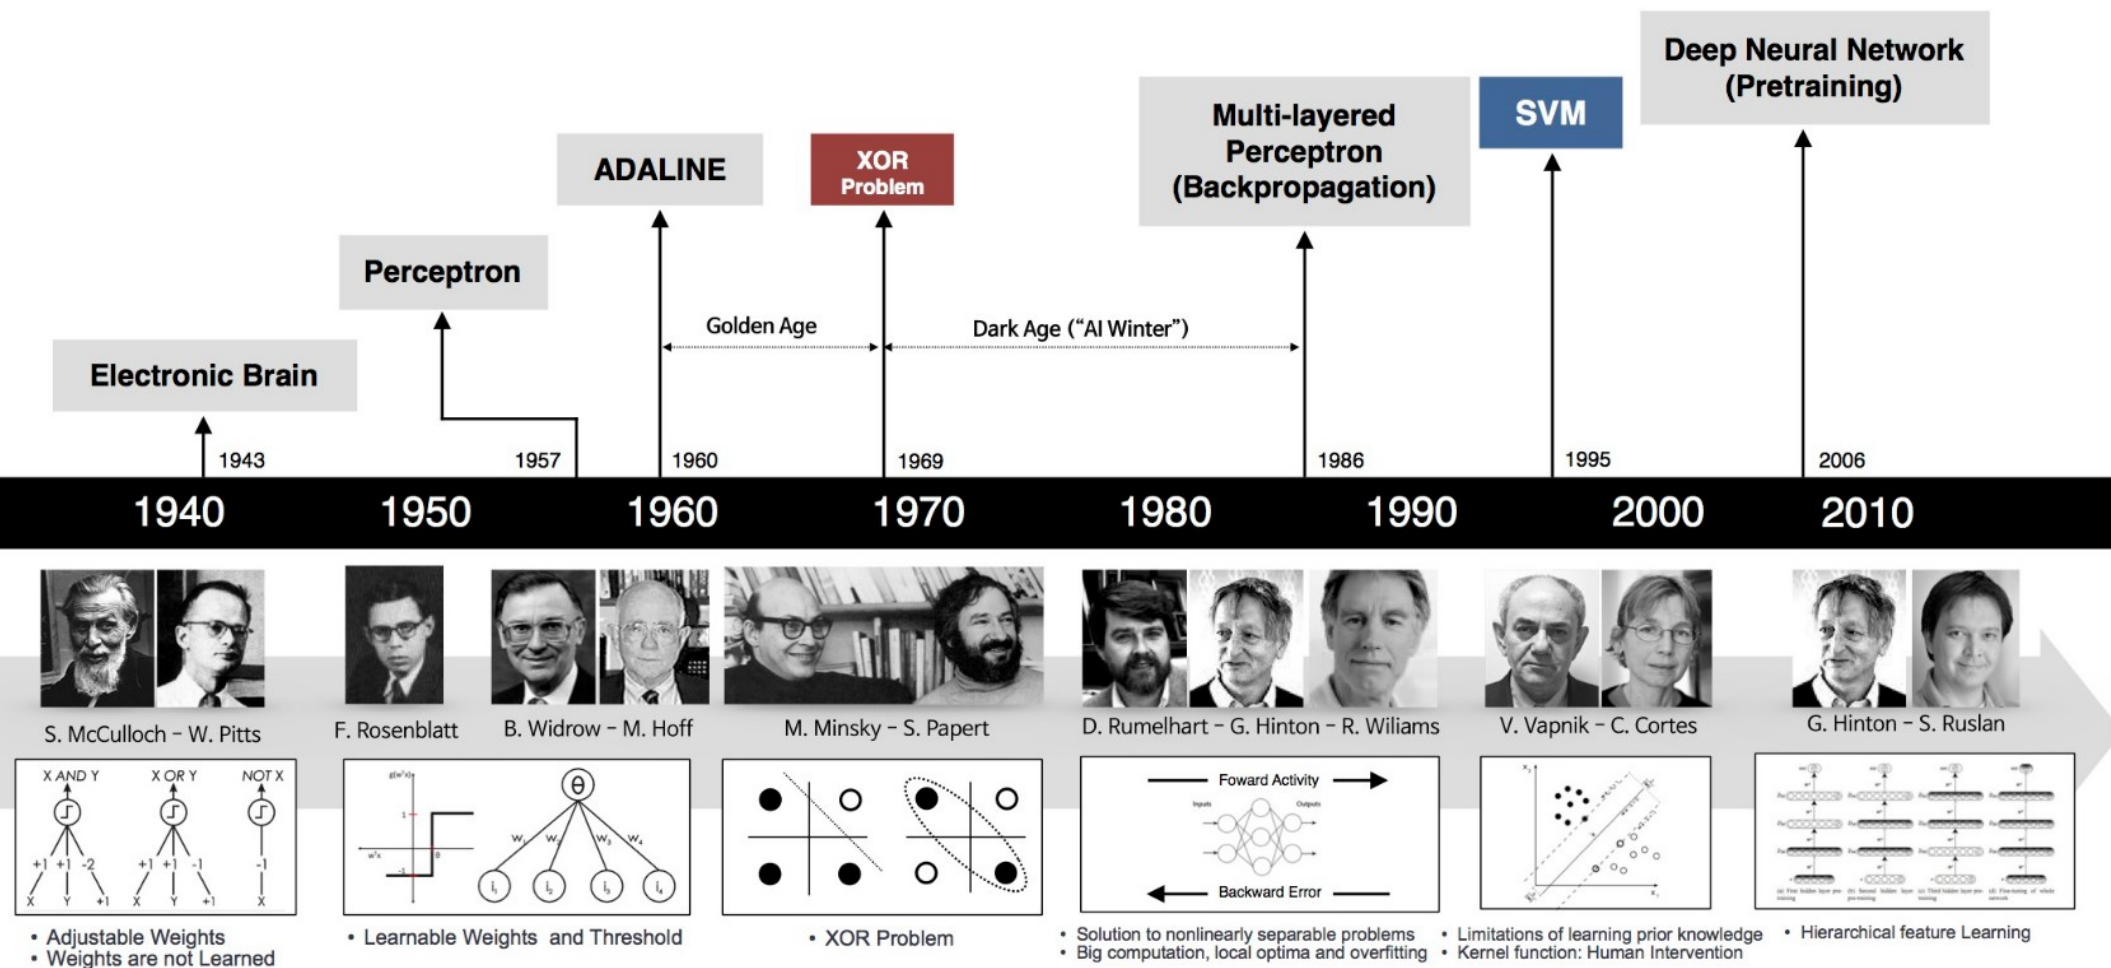 Deep Neural Network
(Pretraining)
Multi-layered
Perceptron
(Backpropagation)
SVM
ADALINE
XOR
Problem
Perceptron
Golden Age
Dark Age (“AI Winter”)
Electronic Brain
1943
1957
1960
1969
1986
1995
2006
1940
1950
1960
1970
1980
1990
2000
2010
S. McCulloch – W. Pitts
F. Rosenblatt
B. Widrow – M. Hoff
M. Minsky – S. Papert
D. Rumelhart – G. Hinton – R. Wiliams
V. Vapnik – C. Cortes
G. Hinton – S. Ruslan
X AND Y
X OR Y
NOT X
+1 +1 -2
+1 +1 -1
-1
X Y +1
X Y +1
X
1
θ
-1
θ
w1 w2 w3 w4
i1 i2 i3 i4
Foward Activity
Inputs
Outputs
Backward Error
• Adjustable Weights
• Weights are not Learned
• Learnable Weights and Threshold
• XOR Problem
• Solution to nonlinearly separable problems
• Big computation, local optima and overfitting
• Limitations of learning prior knowledge
• Kernel function: Human Intervention
• Hierarchical feature Learning